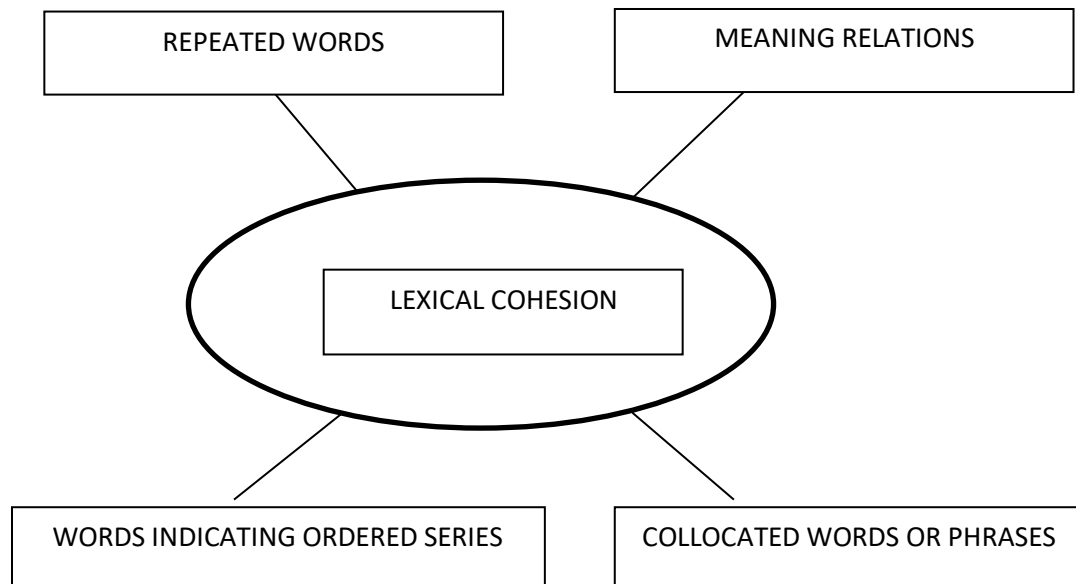 REPEATED WORDS
MEANING RELATIONS
LEXICAL COHESION
WORDS INDICATING ORDERED SERIES
COLLOCATED WORDS OR PHRASES